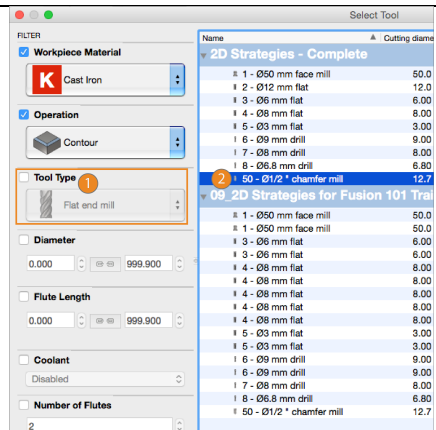 Select Tool
FILTER
Workpiece Material
K Cast Iron
Operation
Contour
Tool Type
1
Flat end mill
Diameter
0.000 999.900
Flute Length
0.000 999.900
Coolant
Disabled
Number of Flutes
2
Name Cutting diame
2D Strategies - Complete
1 - Ø50 mm face mill 50.0
2 - Ø12 mm flat 12.0
3 - Ø6 mm flat 6.00
4 - Ø8 mm flat 8.00
5 - Ø3 mm flat 3.00
6 - Ø9 mm drill 9.00
7 - Ø8 mm drill 8.00
8 - Ø6.8 mm drill 6.80
2 50 - Ø1/2 " chamfer mill 12.7
09_2D Strategies for Fusion 101 Trai
1 - Ø50 mm face mill 50.0
1 - Ø50 mm face mill 50.0
3 - Ø6 mm flat 6.00
3 - Ø6 mm flat 6.00
4 - Ø8 mm flat 8.00
4 - Ø8 mm flat 8.00
4 - Ø8 mm flat 8.00
4 - Ø8 mm flat 8.00
5 - Ø3 mm flat 3.00
5 - Ø3 mm flat 3.00
6 - Ø9 mm drill 9.00
6 - Ø9 mm drill 9.00
7 - Ø8 mm drill 8.00
8 - Ø6.8 mm drill 6.80
50 - Ø1/2 " chamfer mill 12.7